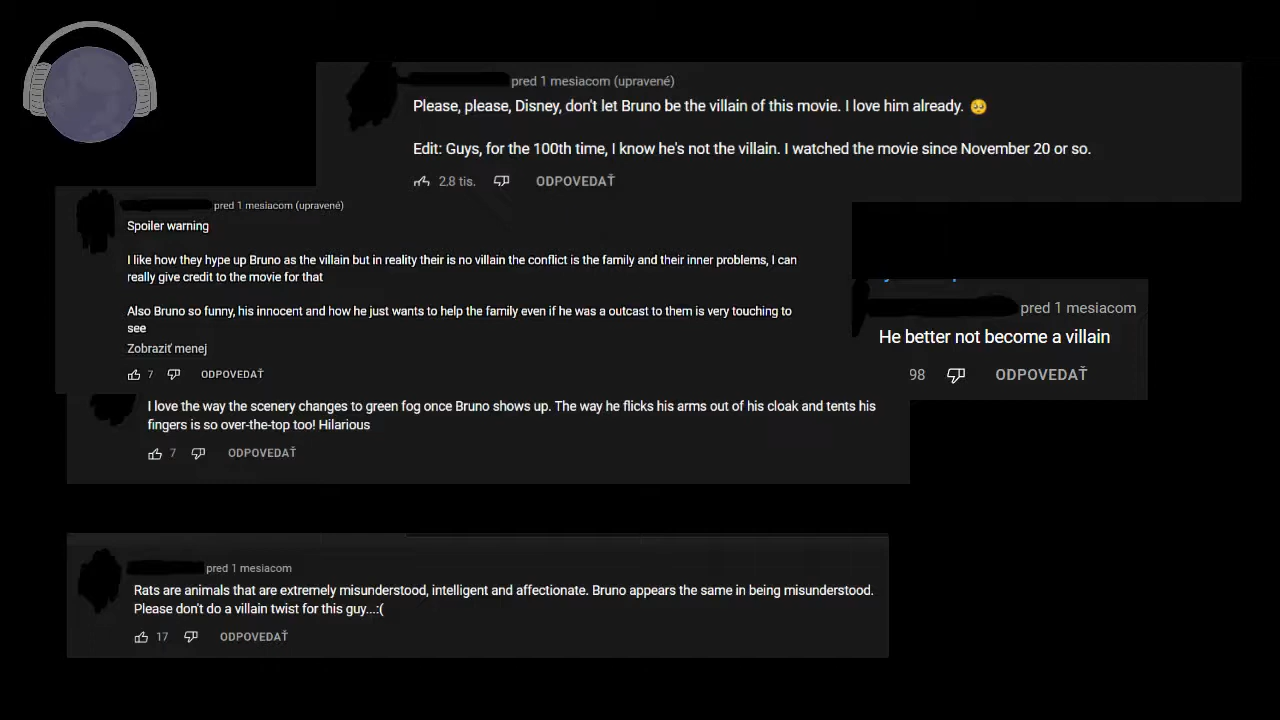 pred 1 mesiacom (upravené)
Please, please, Disney, don't let Bruno be the villain of this movie. I love him already. 🥺
Edit: Guys, for the 100th time, I know he's not the villain. I watched the movie since November 20 or so.
2.8 tis. ODPOVEDAŤ
pred 1 mesiacom (upravené)
Spoiler warning
I like how they hype up Bruno as the villain but in reality their is no villain the conflict is the family and their inner problems, I can
really give credit to the movie for that
Also Bruno so funny, his innocent and how he just wants to help the family even if he was a outcast to them is very touching to
see
Zobraziť menej
7 ODPOVEDAŤ
pred 1 mesiacom
He better not become a villain
98 ODPOVEDAŤ
I love the way the scenery changes to green fog once Bruno shows up. The way he flicks his arms out of his cloak and tents his
fingers is so over-the-top too! Hilarious
7 ODPOVEDAŤ
pred 1 mesiacom
Rats are animals that are extremely misunderstood, intelligent and affectionate. Bruno appears the same in being misunderstood.
Please don't do a villain twist for this guy...:(
17 ODPOVEDAŤ